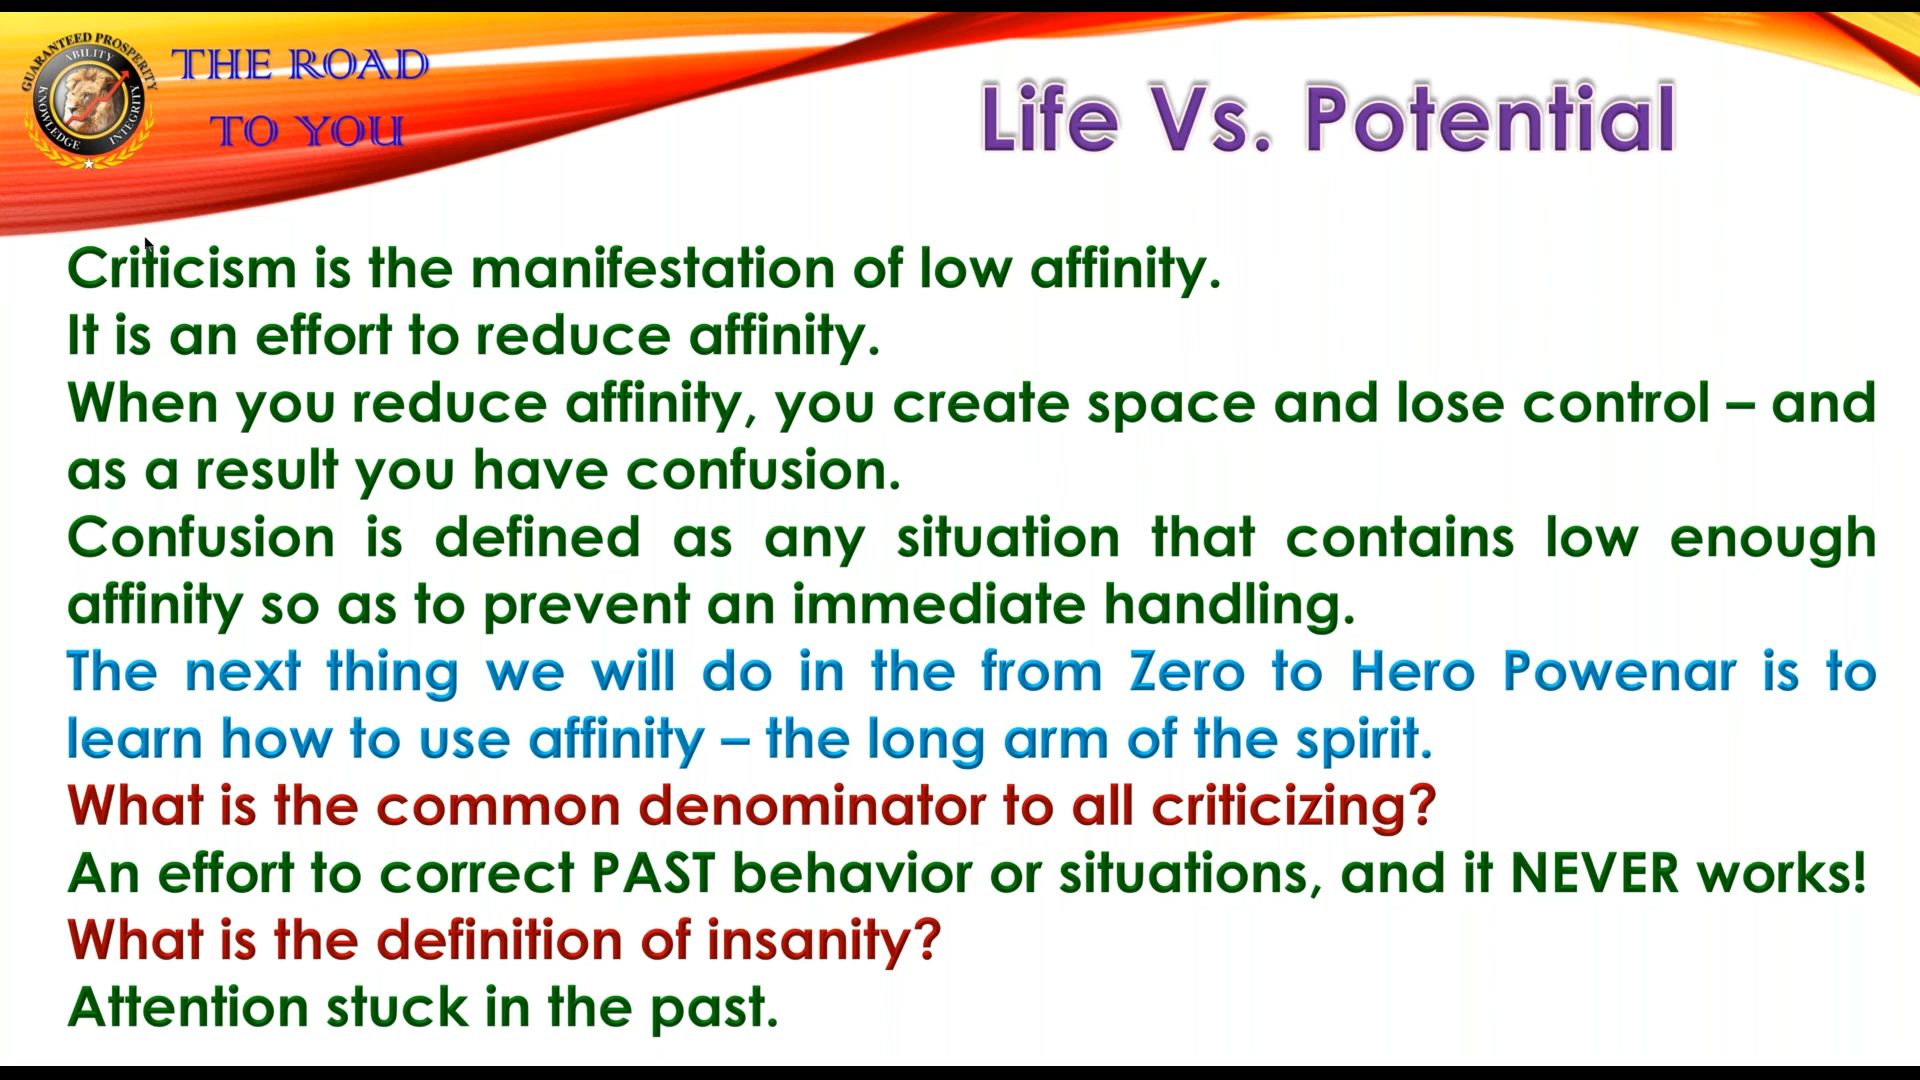 GUARANTEED PROSPERITY
ABILITY
KNOWLEDGE
INTEGRITY
THE ROAD
TO YOU
Life Vs. Potential
Criticism is the manifestation of low affinity.
It is an effort to reduce affinity.
When you reduce affinity, you create space and lose control – and
as a result you have confusion.
Confusion is defined as any situation that contains low enough
affinity so as to prevent an immediate handling.
The next thing we will do in the from Zero to Hero Powenar is to
learn how to use affinity – the long arm of the spirit.
What is the common denominator to all criticizing?
An effort to correct PAST behavior or situations, and it NEVER works!
What is the definition of insanity?
Attention stuck in the past.